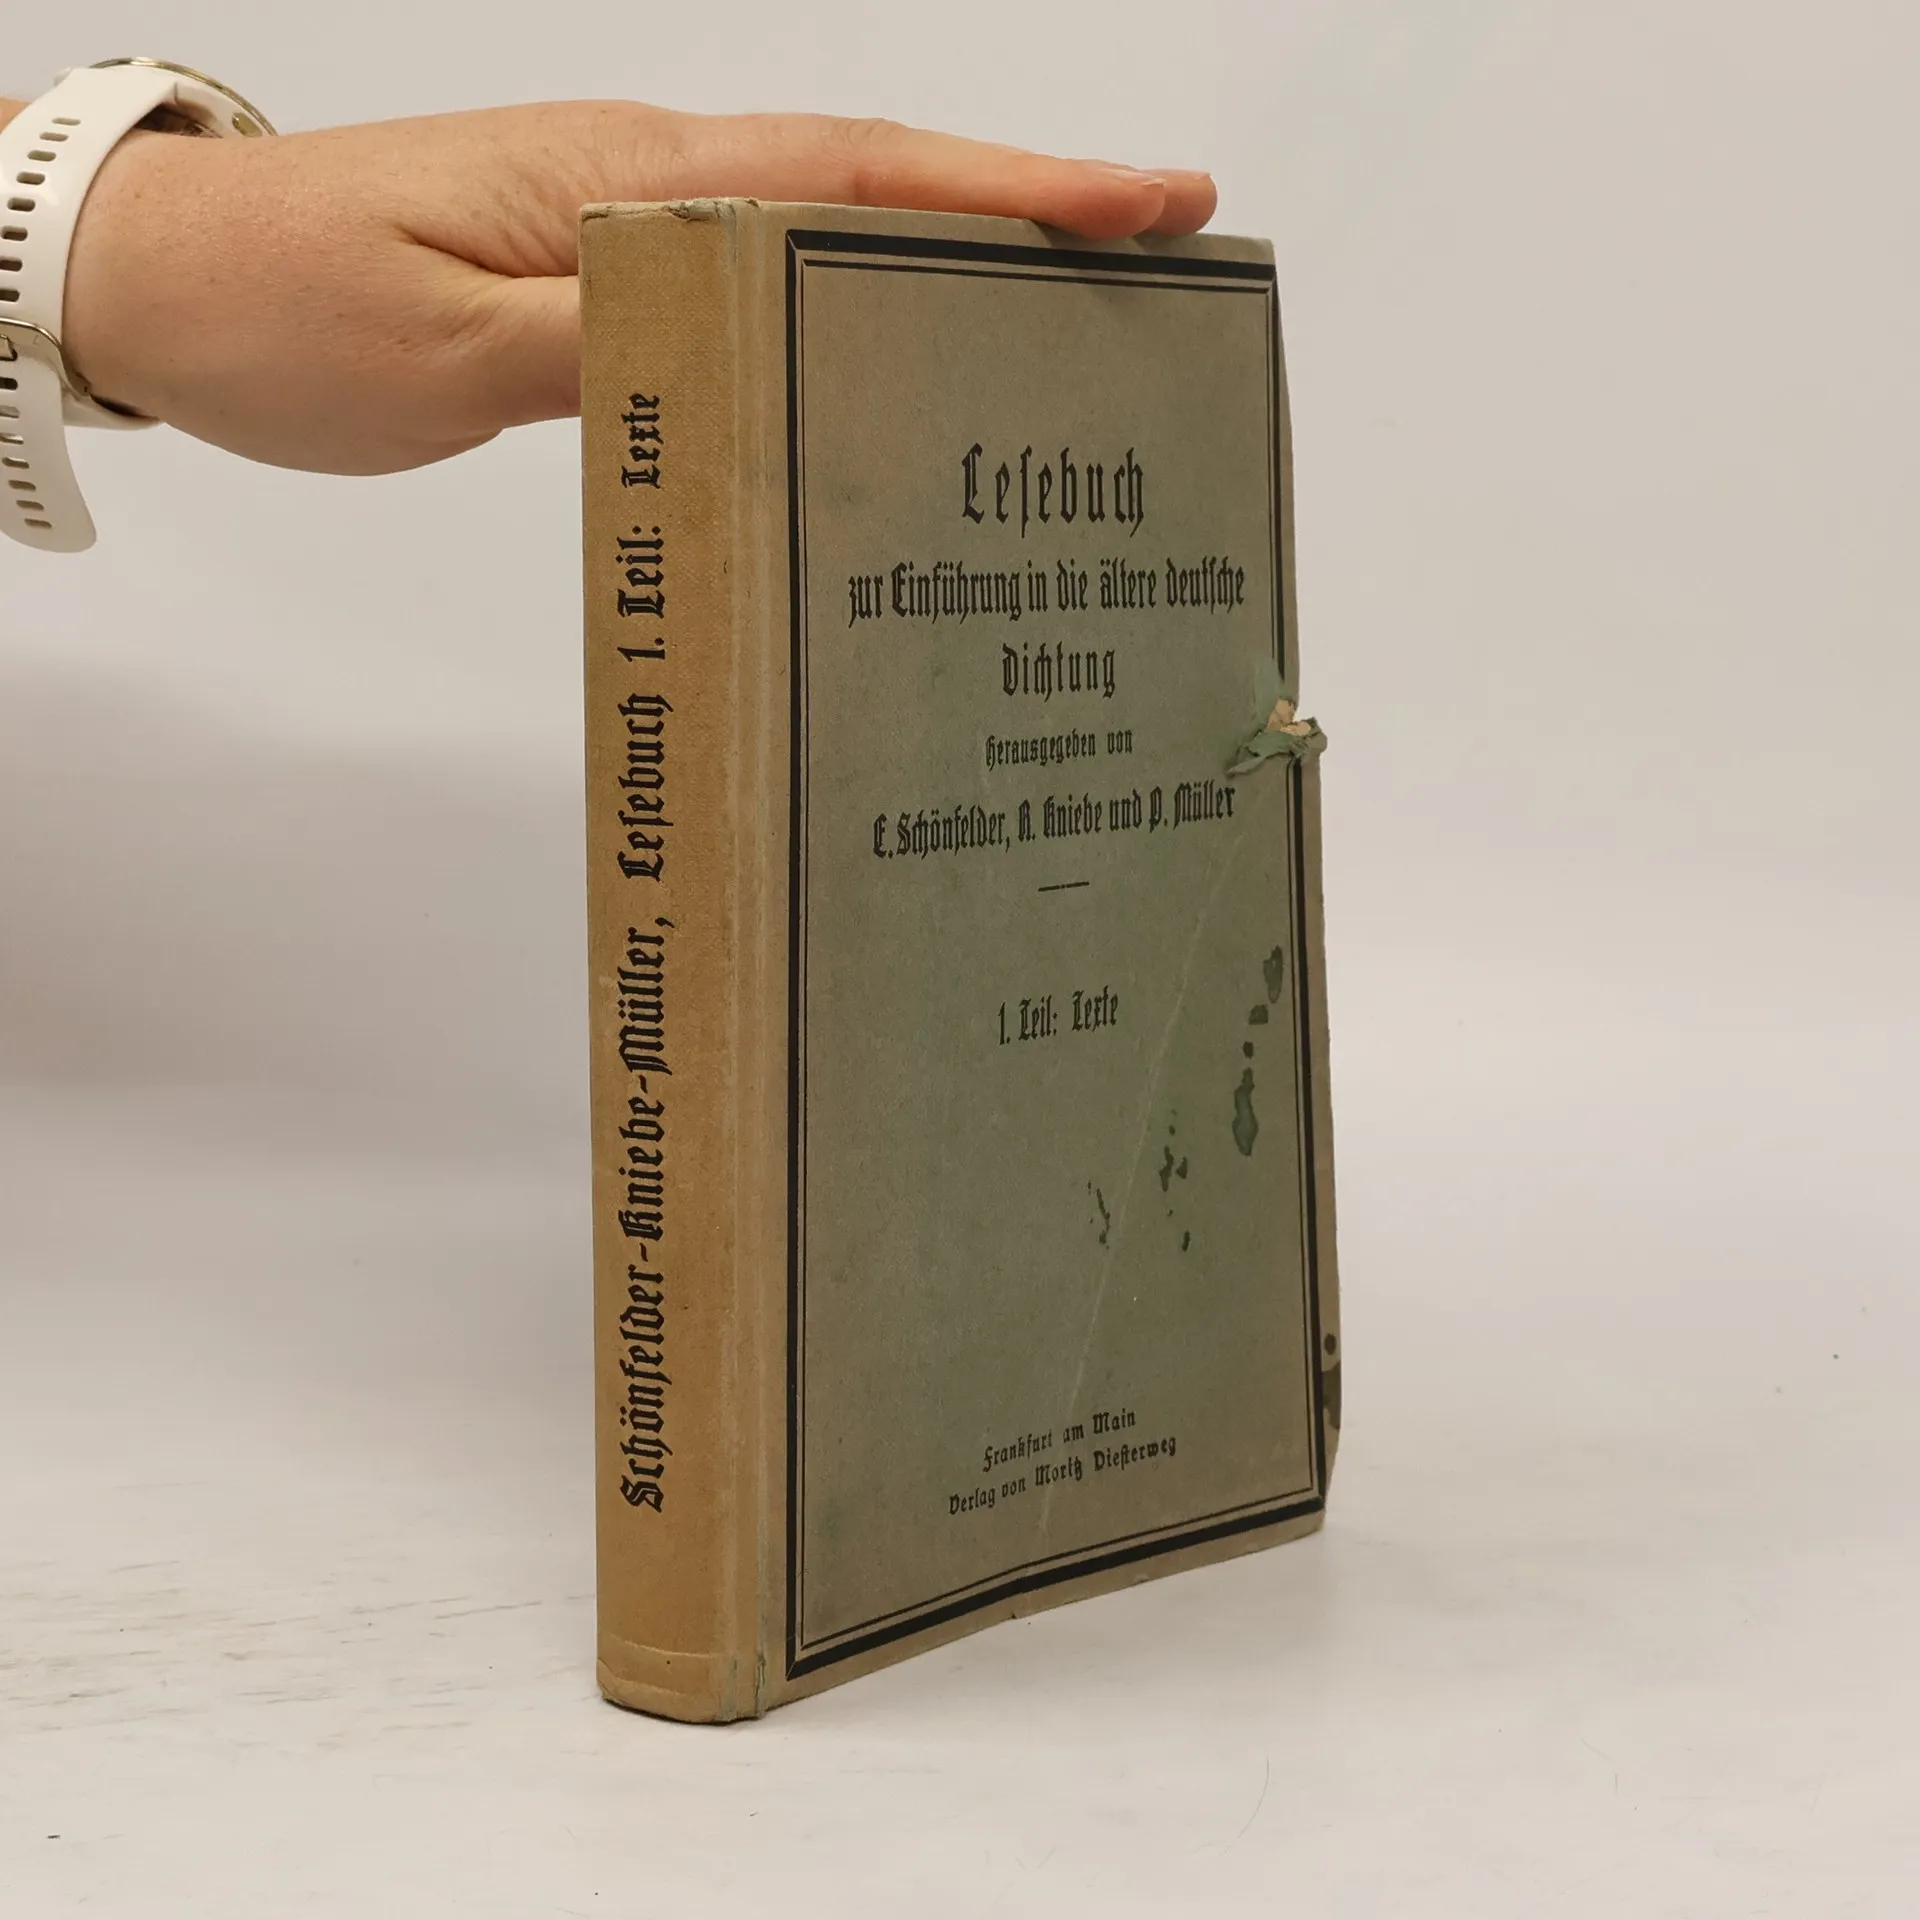 Schönfelder-Kniebe-Müller, Leſebuch 1. Teil: Texte
Leſebuch
zur Einführung in die ältere deutſche
Dichtung
Herausgegeben von
E. Schönfelder, R. Kniebe und P. Müller
1. Teil: Texte
Frankfurt am Main
Verlag von Moritz Dieſterweg